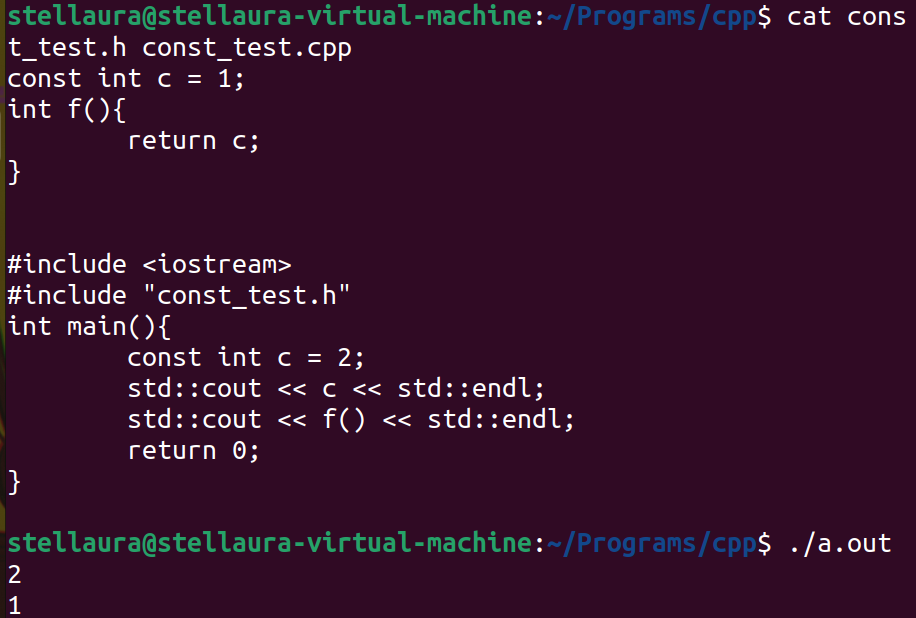 stellaura@stellaura-virtual-machine:~/Programs/cpp$ cat cons
t_test.h const_test.cpp
const int c = 1;
int f(){
        return c;
}
#include <iostream>
#include "const_test.h"
int main(){
        const int c = 2;
        std::cout << c << std::endl;
        std::cout << f() << std::endl;
        return 0;
}
stellaura@stellaura-virtual-machine:~/Programs/cpp$ ./a.out
2
1